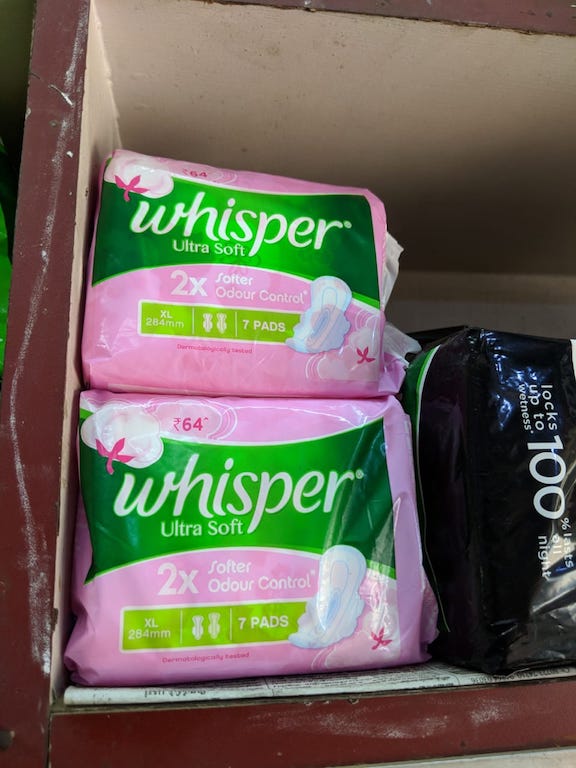 ₹64
whisper®
Ultra Soft
2x Softer
Odour Control*
XL
284mm
7 PADS
Dermatologically tested
₹64^
whisper®
Ultra Soft
2x Softer
Odour Control*
XL
284mm
7 PADS
Dermatologically tested
locks
up to
wetness*
100
% lasts
all
night